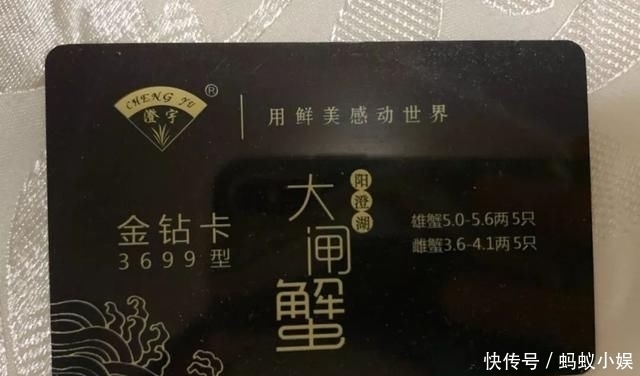 CHENG YU
澄宇
®
用鲜美感动世界
金钻卡
3699型
阳澄湖
大闸蟹
雄蟹5.0-5.6两5只
雌蟹3.6-4.1两5只
快传号/蚂蚁小娱